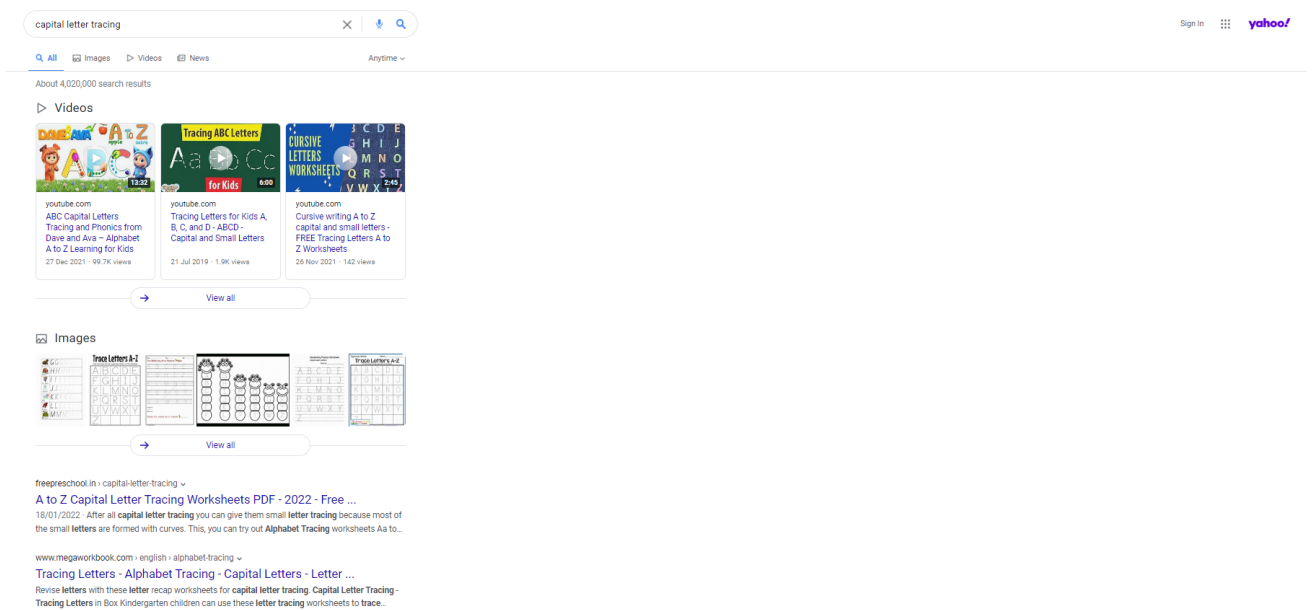 capital letter tracing
Sign In
yahoo!
All Images Videos News
Anytime
About 4,020,000 search results
Videos
DAVE AND AVA A TO Z
apple
zebra
ABC
13:32
Tracing ABC Letters
Aa Bb Cc
for Kids
6:00
CURSIVE
LETTERS
WORKSHEETS
B C D E
G H I J
M N O
Q R S T
V W X Z
2:45
youtube.com
ABC Capital Letters
Tracing and Phonics from
Dave and Ava – Alphabet
A to Z Learning for Kids
27 Dec 2021 · 99.7K views
youtube.com
Tracing Letters for Kids A,
B, C, and D - ABCD -
Capital and Small Letters
21 Jul 2019 · 1.9K views
youtube.com
Cursive writing A to Z
capital and small letters -
FREE Tracing Letters A to
Z Worksheets
26 Nov 2021 · 142 views
View all
Images
Trace Letters A-Z
A B C D E
F G H I J
K L M N O
P Q R S T
U V W X Y
Z
A B C D E
F G H I J
K L M N O
P Q R S T
U V W X Y
Z
Trace Letters A-Z
View all
freepreschool.in › capital-letter-tracing
A to Z Capital Letter Tracing Worksheets PDF - 2022 - Free ...
18/01/2022 · After all capital letter tracing you can give them small letter tracing because most of
the small letters are formed with curves. This, you can try out Alphabet Tracing worksheets Aa to...
www.megaworkbook.com › english › alphabet-tracing
Tracing Letters - Alphabet Tracing - Capital Letters - Letter ...
Revise letters with these letter recap worksheets for capital letter tracing. Capital Letter Tracing -
Tracing Letters in Box Kindergarten children can use these letter tracing worksheets to trace...